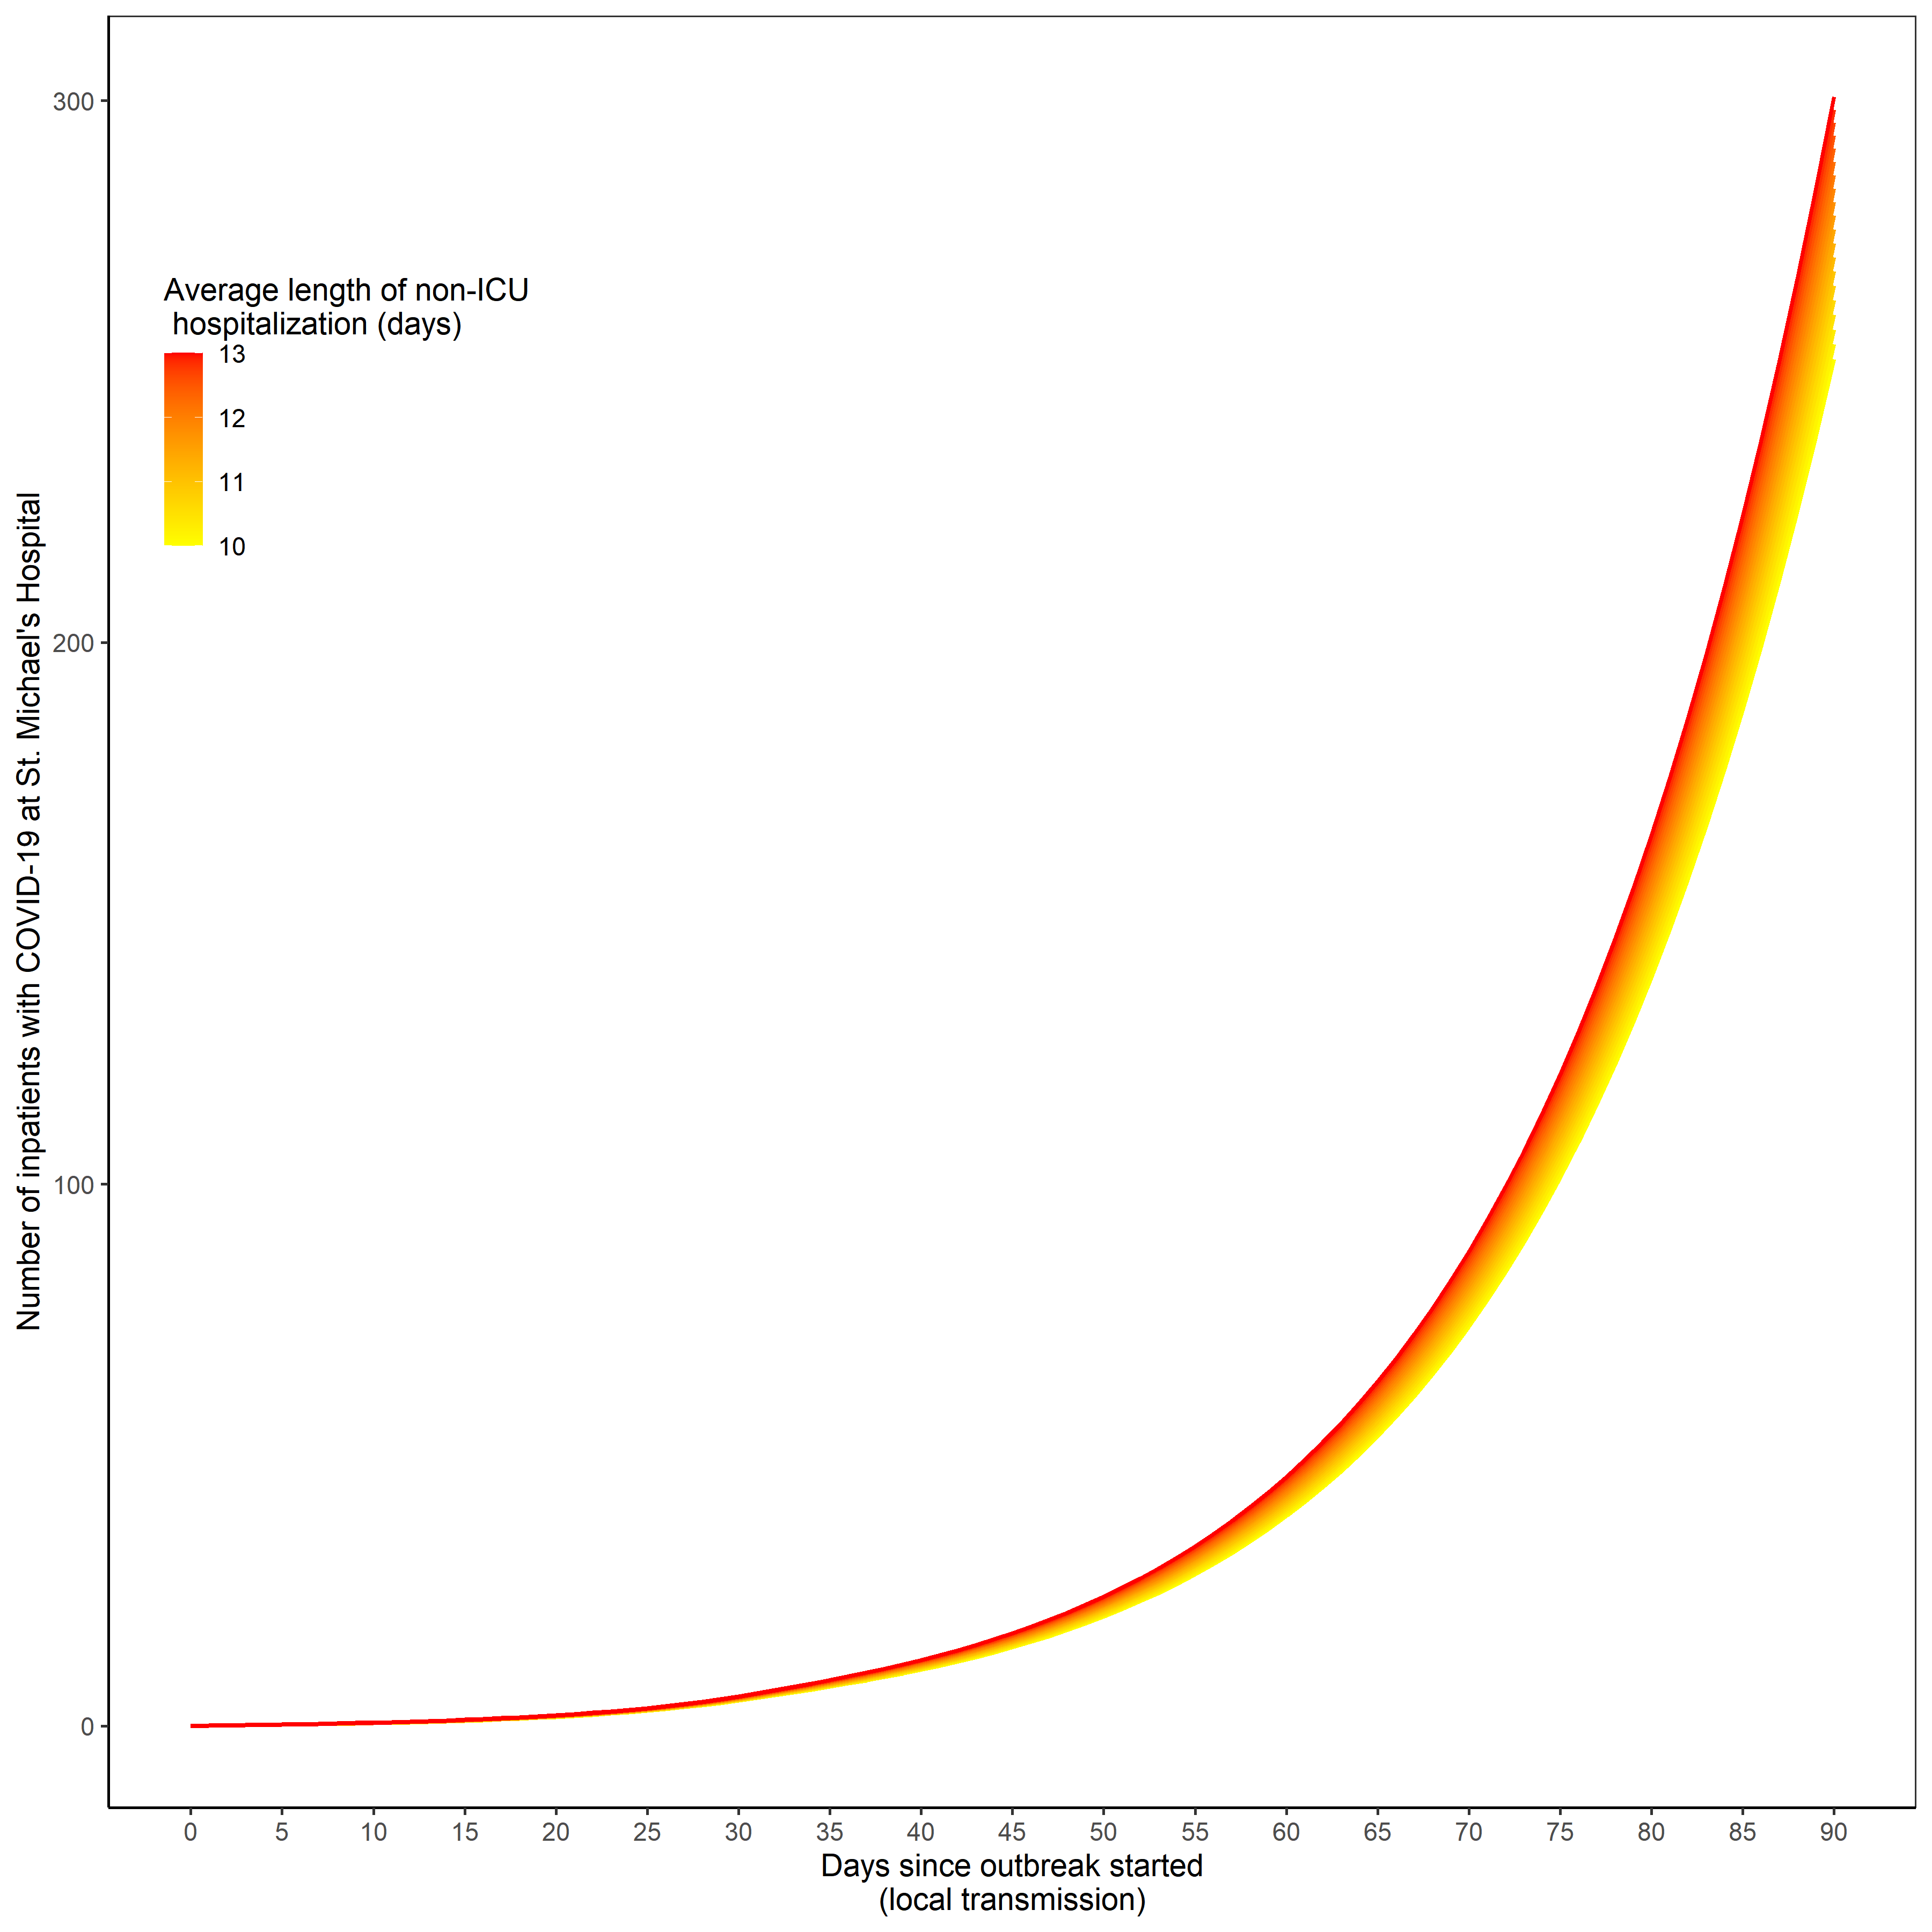 300
200
100
0
Number of inpatients with COVID-19 at St. Michael's Hospital
Average length of non-ICU
hospitalization (days)
13
12
11
10
0 5 10 15 20 25 30 35 40 45 50 55 60 65 70 75 80 85 90
Days since outbreak started
(local transmission)